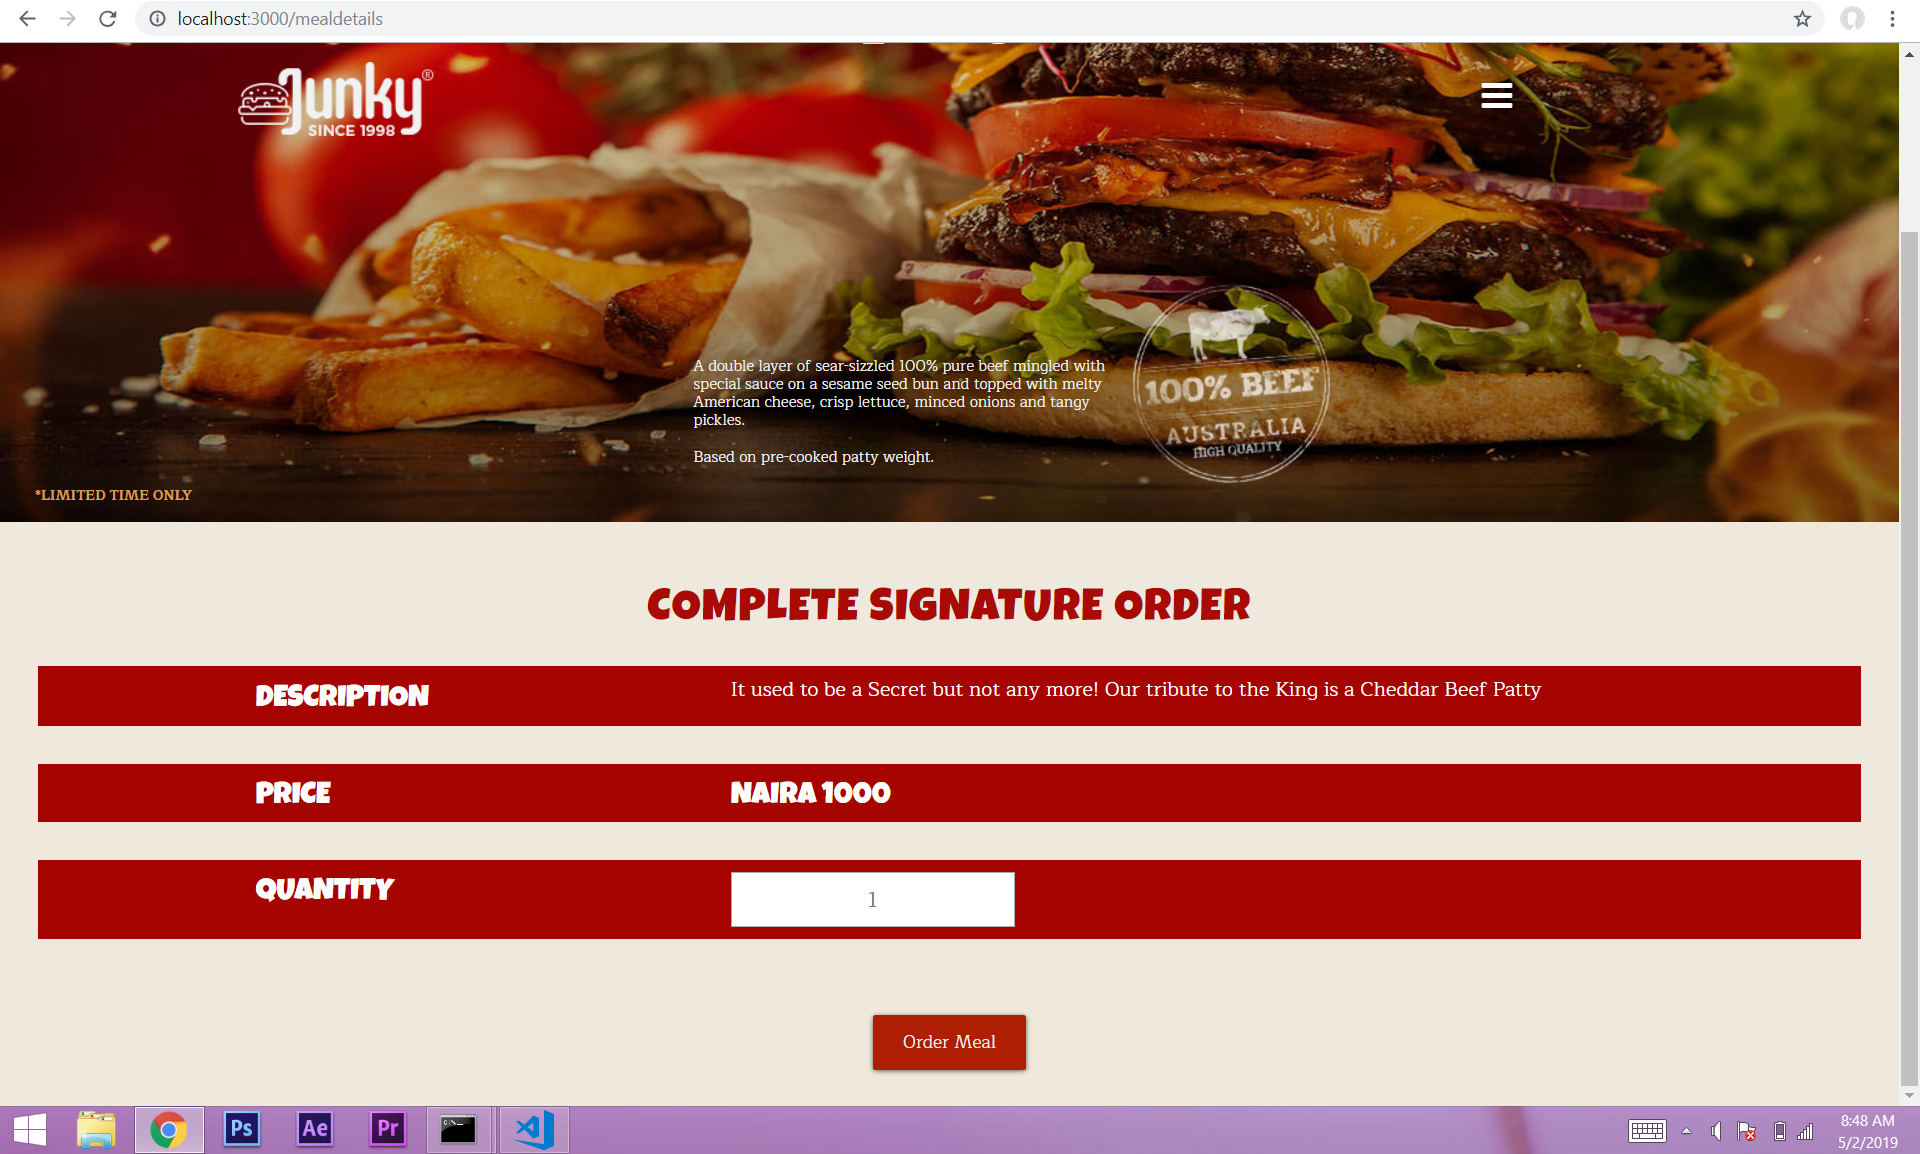 localhost:3000/mealdetails
Junky®
SINCE 1998
A double layer of sear-sizzled 100% pure beef mingled with
special sauce on a sesame seed bun and topped with melty
American cheese, crisp lettuce, minced onions and tangy
pickles.
Based on pre-cooked patty weight.
100% BEEF
AUSTRALIA
HIGH QUALITY
*LIMITED TIME ONLY
COMPLETE SIGNATURE ORDER
DESCRIPTION
It used to be a Secret but not any more! Our tribute to the King is a Cheddar Beef Patty
PRICE
NAIRA 1000
QUANTITY
1
Order Meal
Ps
Ae
Pr
C:\_
8:48 AM
5/2/2019